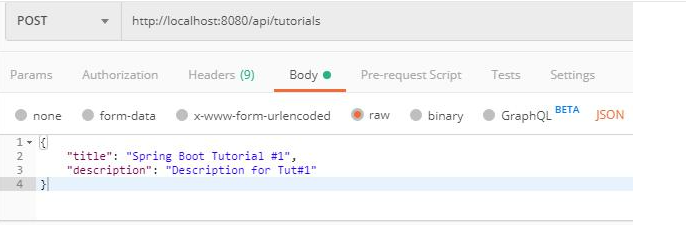 POST http://localhost:8080/api/tutorials
Params Authorization Headers (9) Body Pre-request Script Tests Settings
none form-data x-www-form-urlencoded raw binary GraphQL BETA JSON
1 {
2 "title": "Spring Boot Tutorial #1",
3 "description": "Description for Tut#1"
4 }